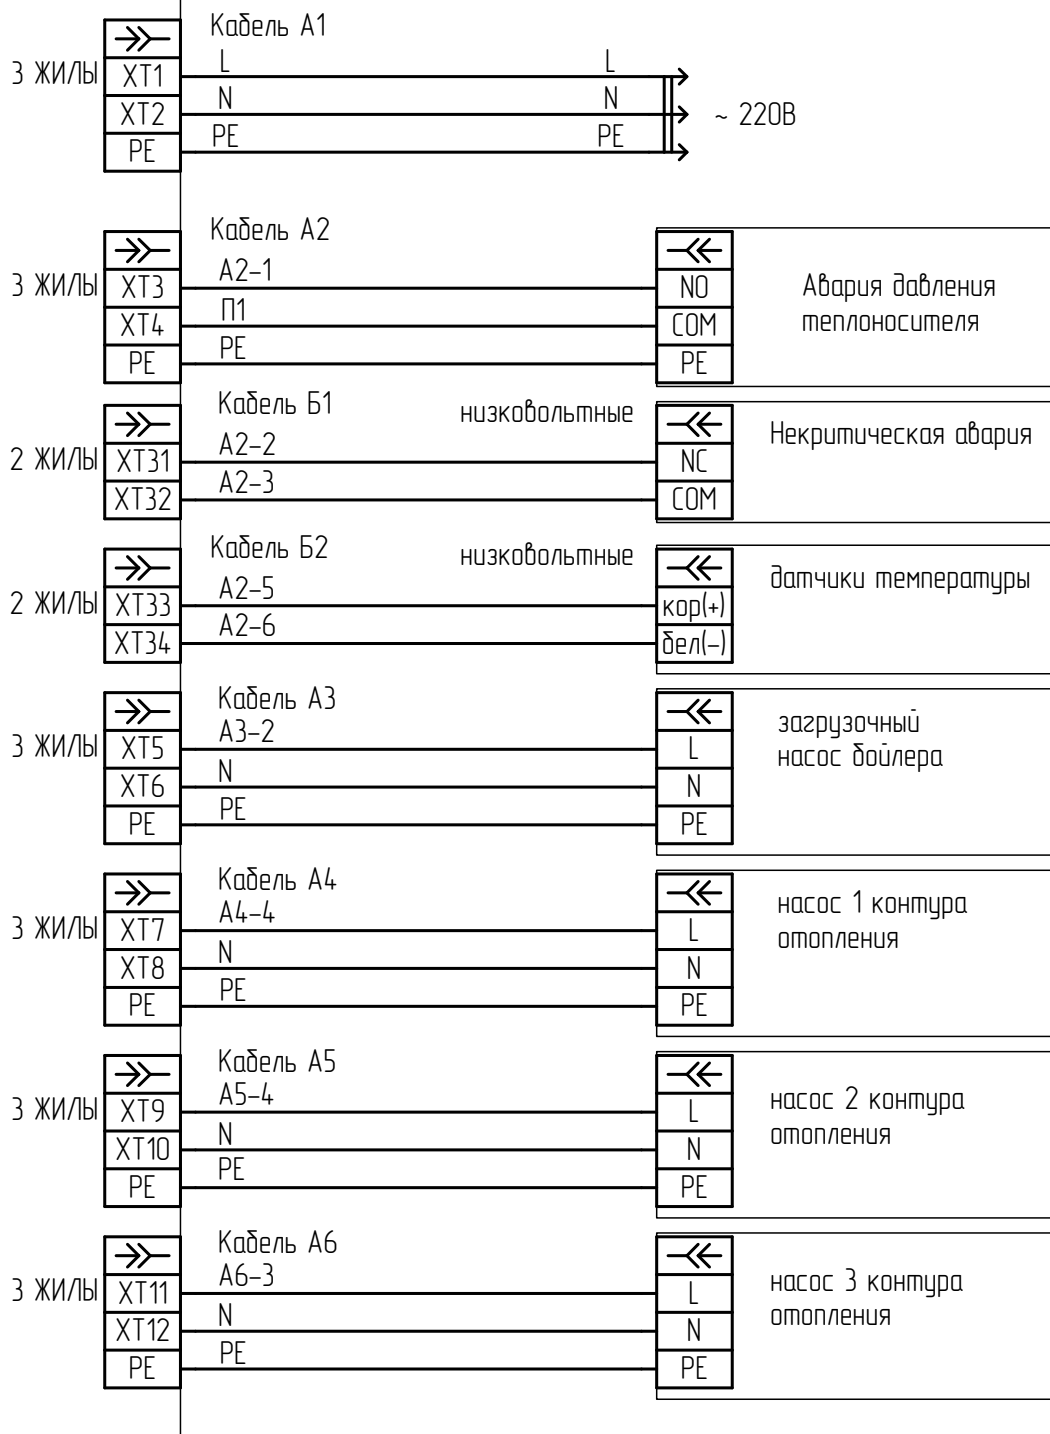 Кабель А1
3 ЖИЛЫ
XT1
L
L
XT2
N
N
~ 220В
PE
PE
PE
Кабель А2
3 ЖИЛЫ
XT3
А2-1
NO
Авария давления
теплоносителя
XT4
П1
COM
PE
PE
PE
Кабель Б1
низковольтные
2 ЖИЛЫ
XT31
А2-2
NC
Некритическая авария
XT32
А2-3
COM
Кабель Б2
низковольтные
2 ЖИЛЫ
XT33
А2-5
кор(+)
датчики температуры
XT34
А2-6
бел(-)
Кабель А3
3 ЖИЛЫ
XT5
А3-2
L
загрузочный
насос бойлера
XT6
N
N
PE
PE
PE
Кабель А4
3 ЖИЛЫ
XT7
А4-4
L
насос 1 контура
отопления
XT8
N
N
PE
PE
PE
Кабель А5
3 ЖИЛЫ
XT9
А5-4
L
насос 2 контура
отопления
XT10
N
N
PE
PE
PE
Кабель А6
3 ЖИЛЫ
XT11
А6-3
L
насос 3 контура
отопления
XT12
N
N
PE
PE
PE